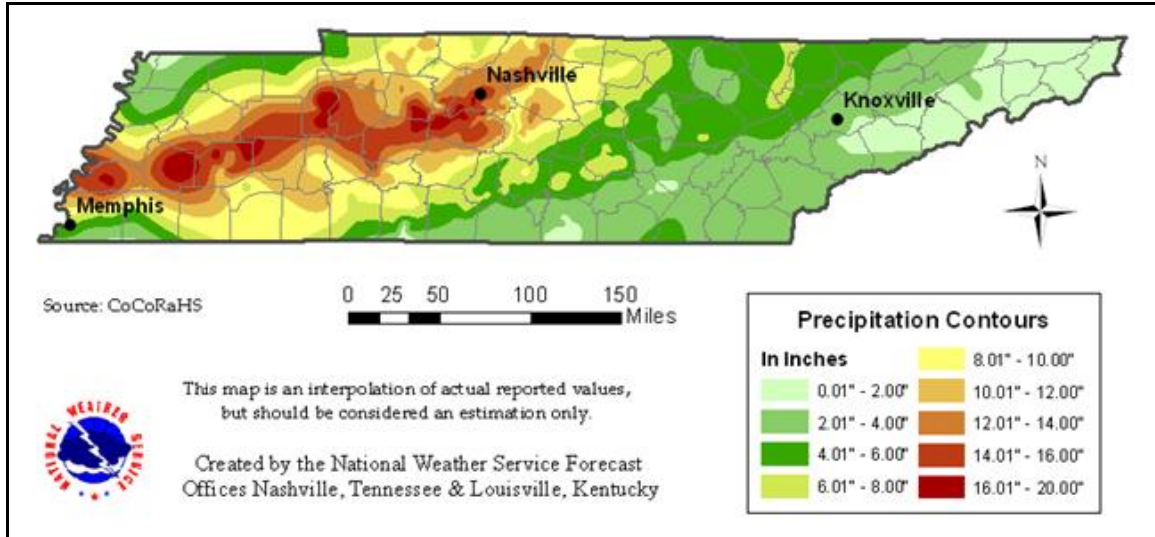 Nashville
Knoxville
Memphis
N
Source: CoCoRaHS
0 25 50 100 150
Miles
This map is an interpolation of actual reported values,
but should be considered an estimation only.
NATIONAL WEATHER SERVICE
Created by the National Weather Service Forecast
Offices Nashville, Tennessee & Louisville, Kentucky
Precipitation Contours
In Inches
0.01" - 2.00"
2.01" - 4.00"
4.01" - 6.00"
6.01" - 8.00"
8.01" - 10.00"
10.01" - 12.00"
12.01" - 14.00"
14.01" - 16.00"
16.01" - 20.00"